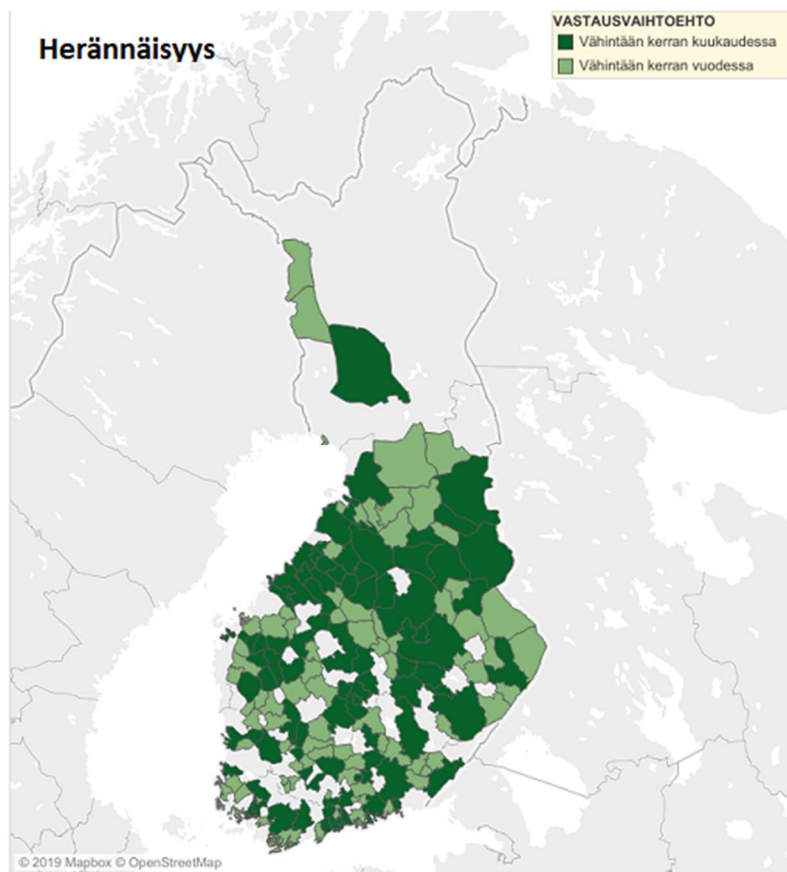 Herännäisyys
VASTAUSVAIHTOEHTO
Vähintään kerran kuukaudessa
Vähintään kerran vuodessa
© 2019 Mapbox © OpenStreetMap